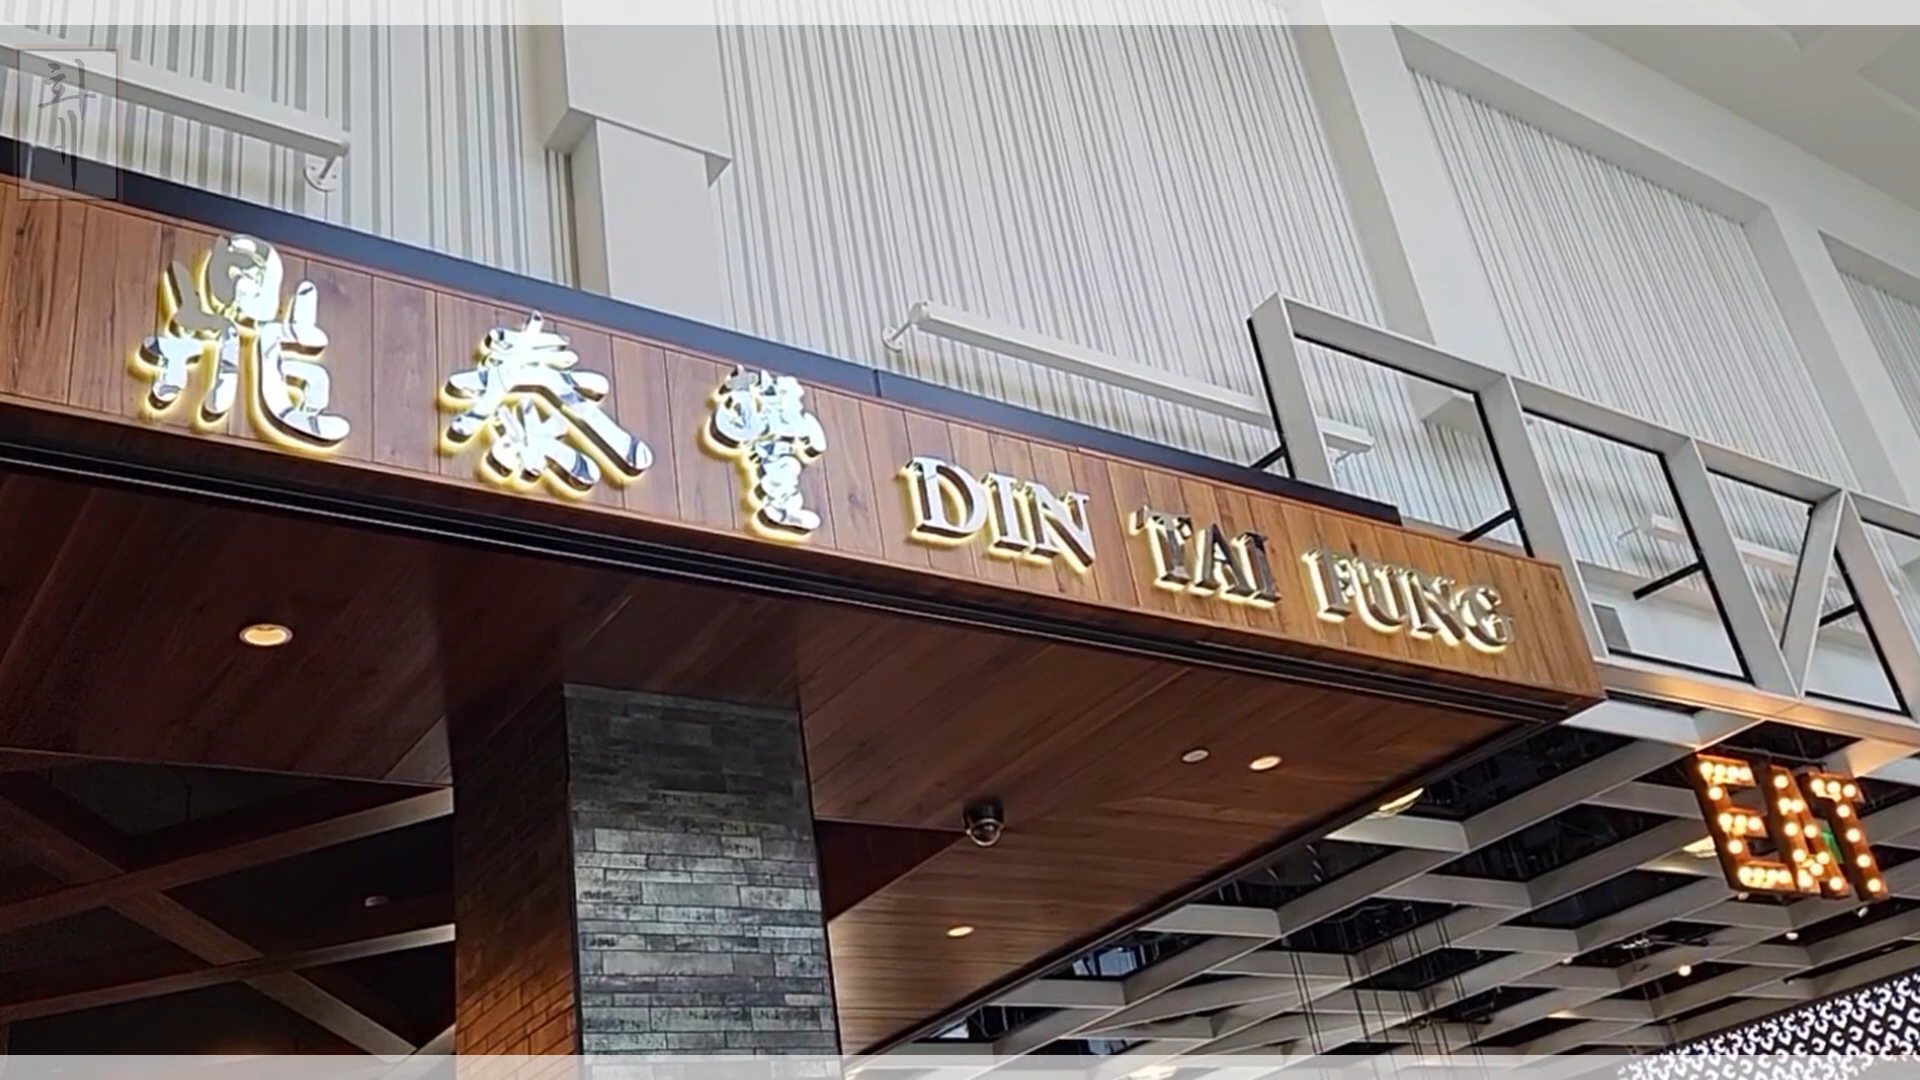 鼎泰豐 DIN TAI FUNG
EAT